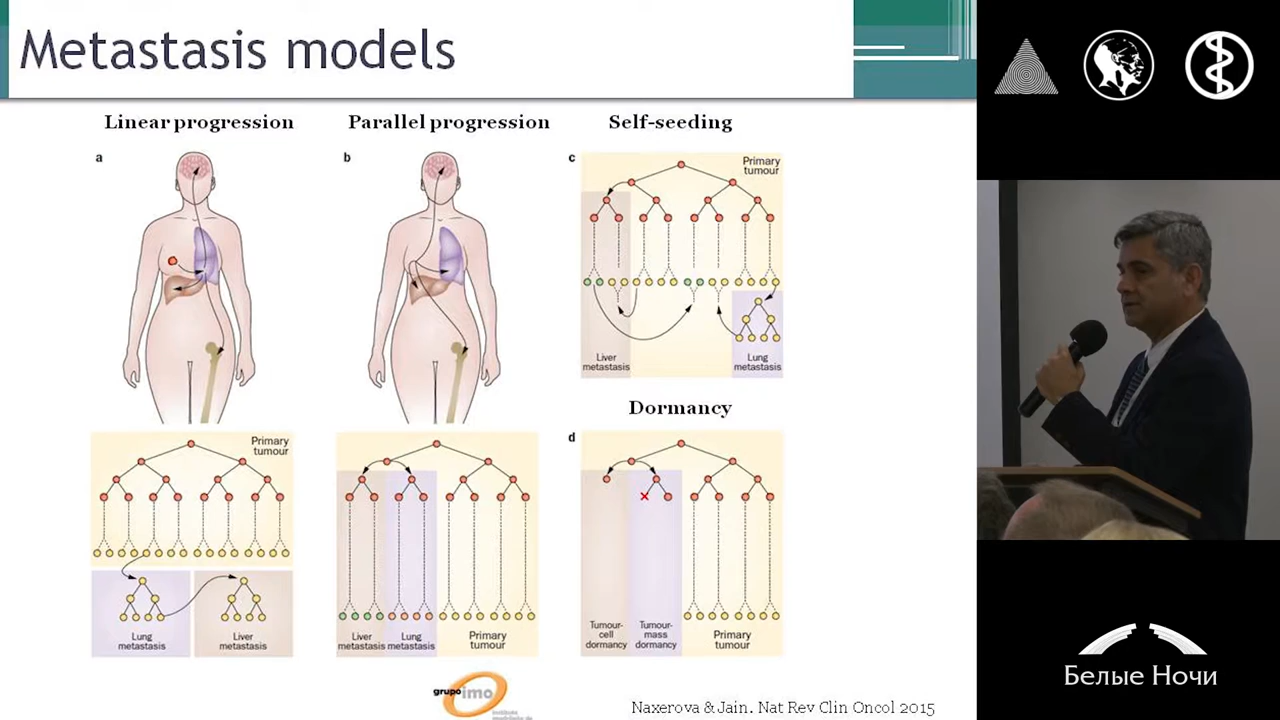 Metastasis models
Linear progression
Parallel progression
Self-seeding
a
b
c
Primary
tumour
Liver
metastasis
Lung
metastasis
Dormancy
d
Primary
tumour
Lung
metastasis
Liver
metastasis
Liver
metastasis
Lung
metastasis
Primary
tumour
Tumour-
cell
dormancy
Tumour-
mass
dormancy
Primary
tumour
grupo imo
Naxerova & Jain. Nat Rev Clin Oncol 2015
Белые Ночи